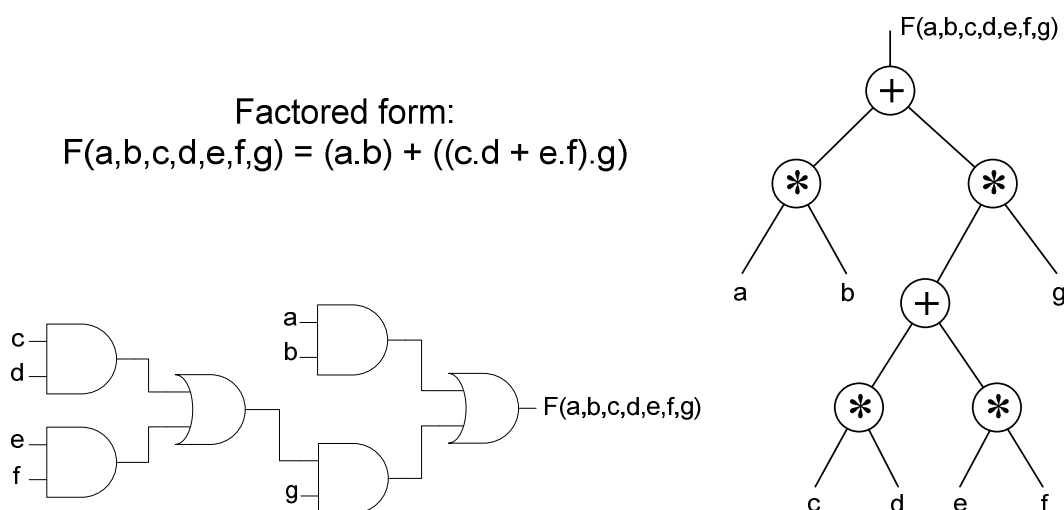 Factored form:
F(a,b,c,d,e,f,g) = (a.b) + ((c.d + e.f).g)
F(a,b,c,d,e,f,g)
+
*
*
a
b
+
g
*
*
c
d
e
f
c
d
e
f
a
b
g
F(a,b,c,d,e,f,g)